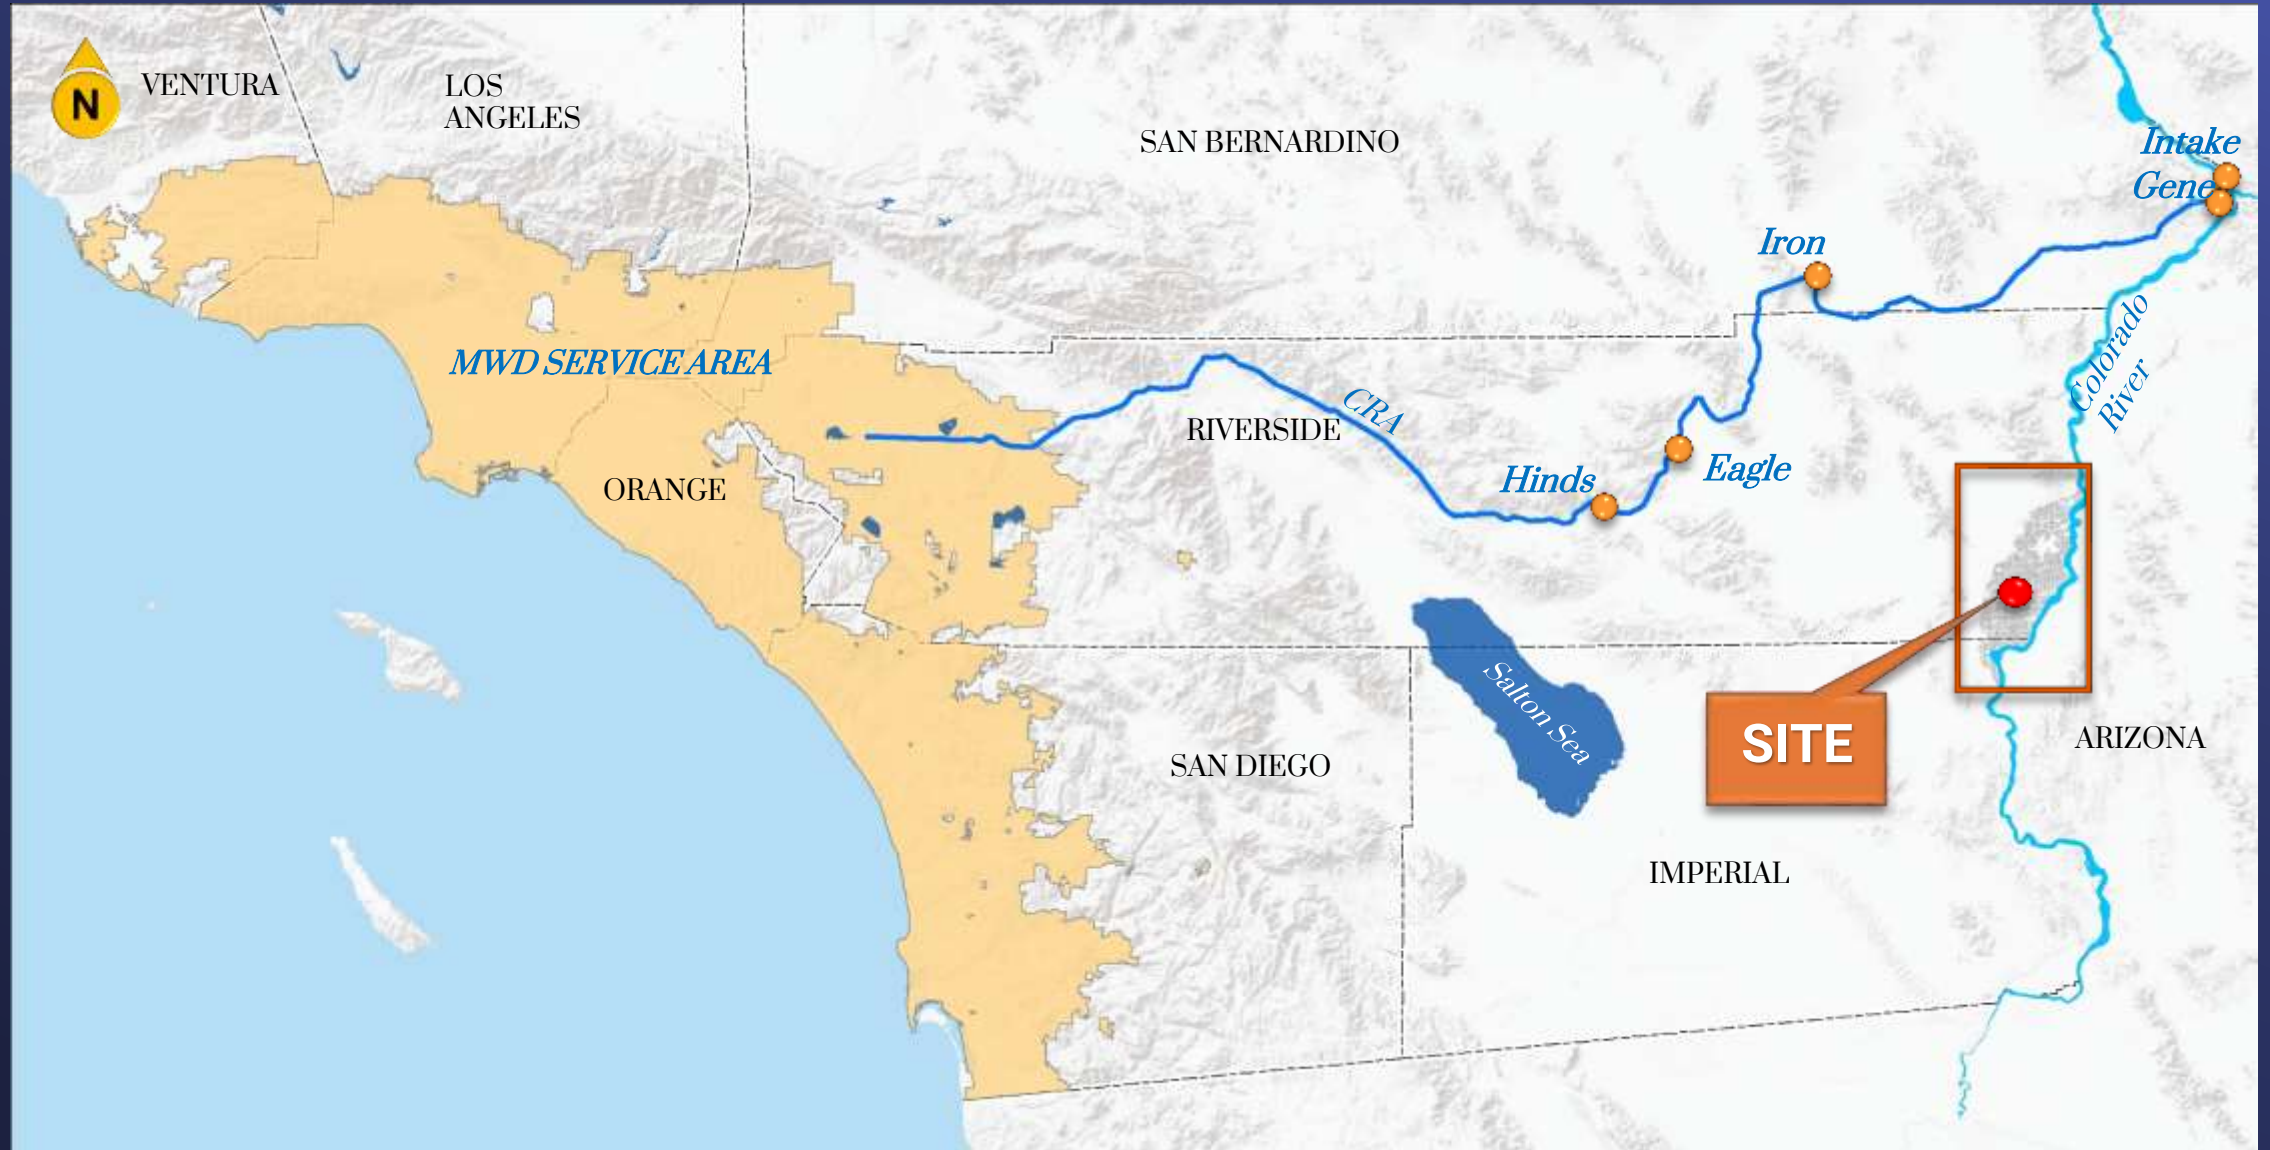 N
VENTURA
LOS
ANGELES
SAN BERNARDINO
Intake
Gene
Iron
Colorado
River
MWD SERVICE AREA
CRA
RIVERSIDE
Hinds
Eagle
ORANGE
Salton Sea
SITE
ARIZONA
SAN DIEGO
IMPERIAL